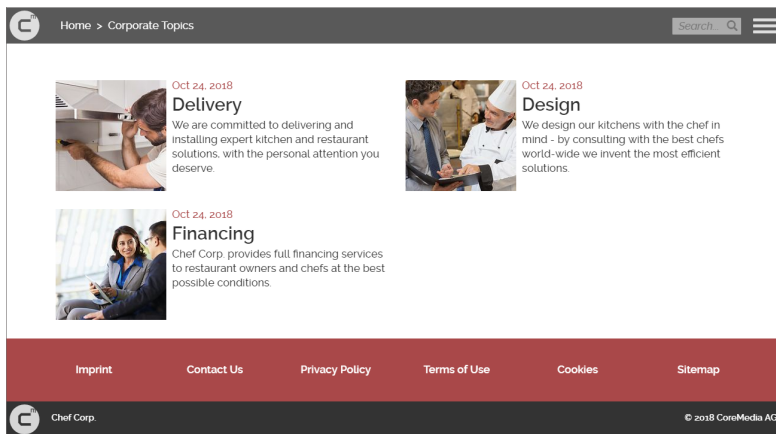 Cm
Home > Corporate Topics
Search...
Oct 24, 2018
Delivery
We are committed to delivering and
installing expert kitchen and restaurant
solutions, with the personal attention you
deserve.
Oct 24, 2018
Design
We design our kitchens with the chef in
mind - by consulting with the best chefs
world-wide we invent the most efficient
solutions.
Oct 24, 2018
Financing
Chef Corp. provides full financing services
to restaurant owners and chefs at the best
possible conditions.
Imprint Contact Us Privacy Policy Terms of Use Cookies Sitemap
Cm
Chef Corp. © 2018 CoreMedia AG